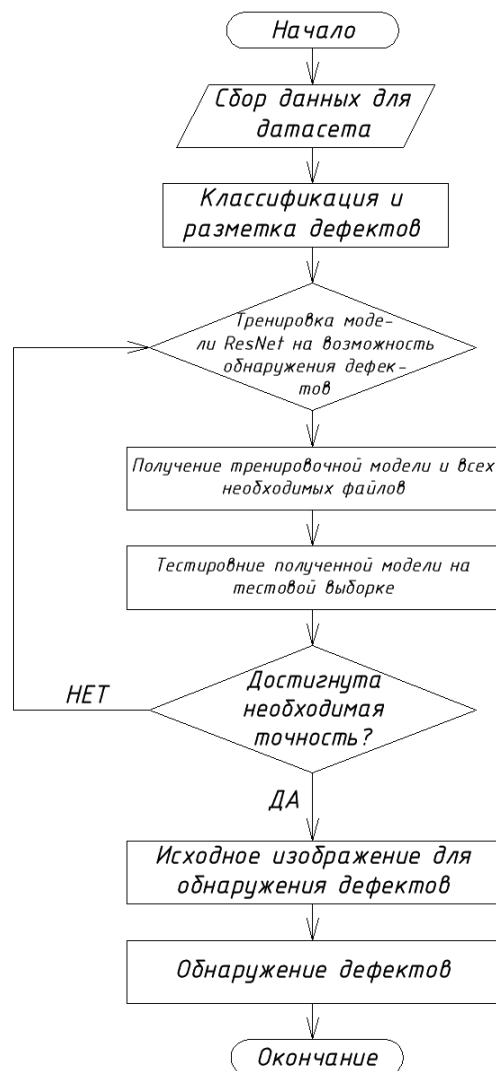 Начало
Сбор данных для
датасета
Классификация и
разметка дефектов
Тренировка моде-
ли ResNet на возможность
обнаружения дефек-
тов
Получение тренировочной модели и всех
необходимых файлов
Тестировние полученной модели на
тестовой выборке
Достигнута
необходимая
точность?
НЕТ
ДА
Исходное изображение для
обнаружения дефектов
Обнаружение дефектов
Окончание